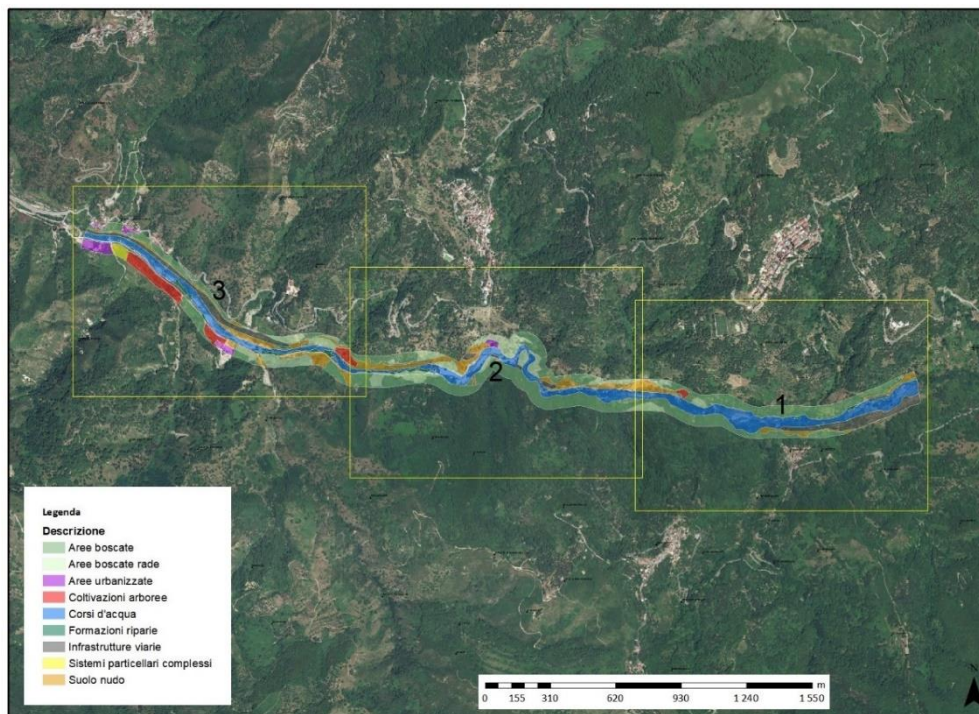 3
2
1
Legenda
Descrizione
Aree boscate
Aree boscate rade
Aree urbanizzate
Coltivazioni arboree
Corsi d'acqua
Formazioni riparie
Infrastrutture viarie
Sistemi particellari complessi
Suolo nudo
m
0 155 310 620 930 1 240 1 550